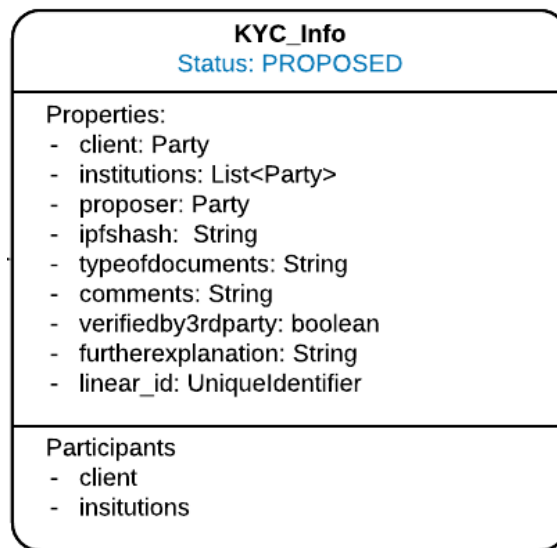 KYC_Info
Status: PROPOSED
Properties:
- client: Party
- institutions: List<Party>
- proposer: Party
- ipfshash: String
- typeofdocuments: String
- comments: String
- verifiedby3rdparty: boolean
- furtherexplanation: String
- linear_id: UniqueIdentifier
Participants
- client
- insitutions